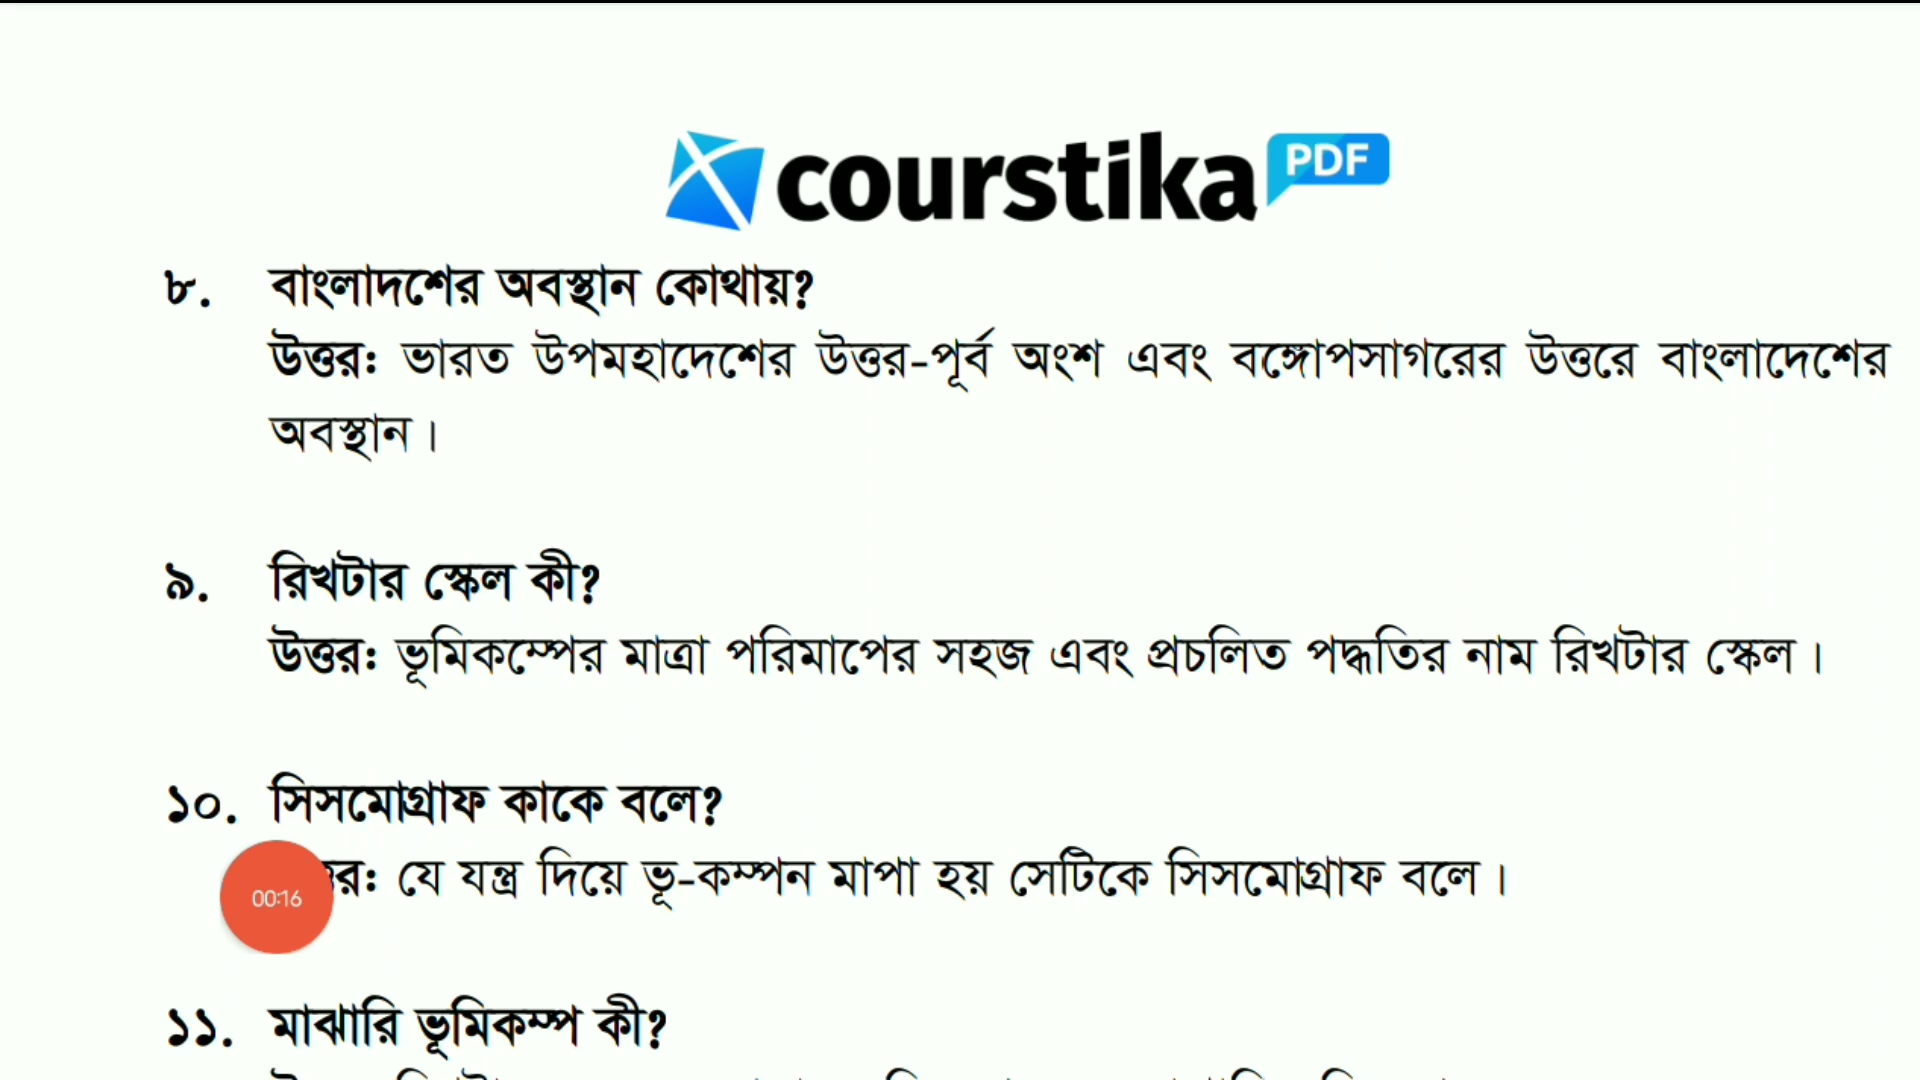 courstika PDF
৮. বাংলাদশের অবস্থান কোথায়?
উত্তর: ভারত উপমহাদেশের উত্তর-পূর্ব অংশ এবং বঙ্গোপসাগরের উত্তরে বাংলাদেশের
অবস্থান।
৯. রিখটার স্কেল কী?
উত্তর: ভূমিকম্পের মাত্রা পরিমাপের সহজ এবং প্রচলিত পদ্ধতির নাম রিখটার স্কেল।
১০. সিসমোগ্রাফ কাকে বলে?
যে যন্ত্র দিয়ে ভূ-কম্পন মাপা হয় সেটিকে সিসমোগ্রাফ বলে।
00:16
১১. মাঝারি ভূমিকম্প কী?